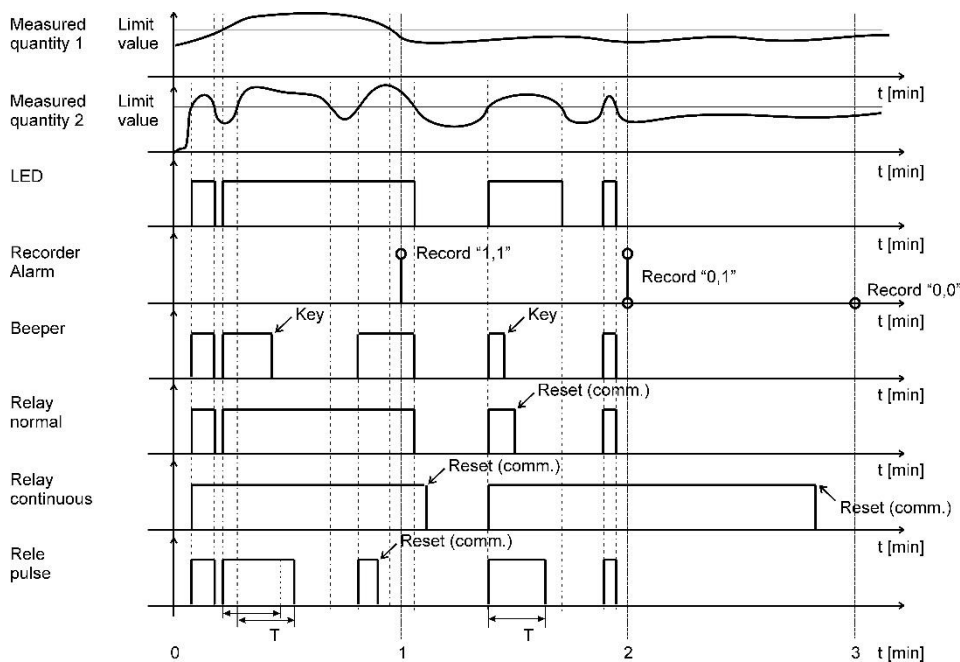 Measured Limit
quantity 1 value
t [min]
Measured Limit
quantity 2 value
t [min]
LED
t [min]
Recorder
Alarm
Record “1,1”
Record “0,1”
Record “0,0”
t [min]
Beeper
Key
Key
t [min]
Relay
normal
Reset (comm.)
t [min]
Relay
continuous
Reset (comm.)
Reset (comm.)
t [min]
Rele
pulse
Reset (comm.)
T
T
0 1 2 3 t [min]